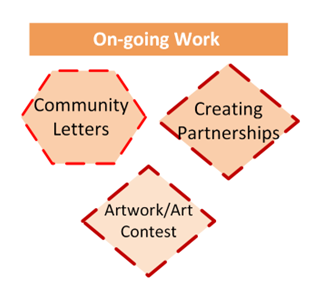 On-going Work
Community
Letters
Creating
Partnerships
Artwork/Art
Contest